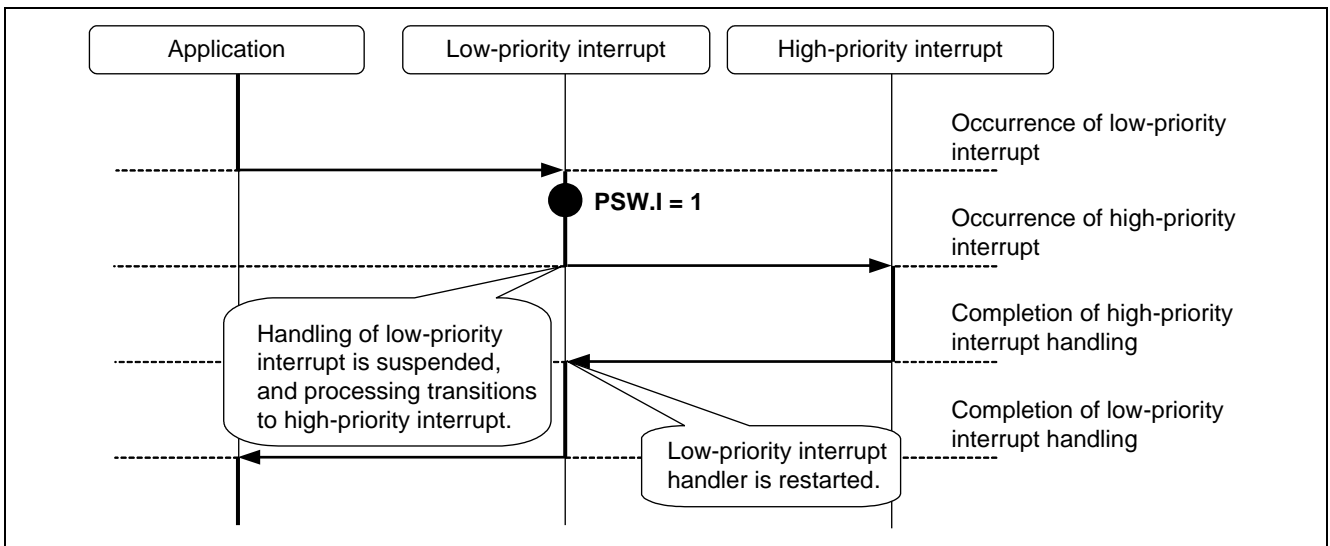 Application
Low-priority interrupt
High-priority interrupt
Occurrence of low-priority
interrupt
PSW.I = 1
Occurrence of high-priority
interrupt
Handling of low-priority
interrupt is suspended,
and processing transitions
to high-priority interrupt.
Completion of high-priority
interrupt handling
Low-priority interrupt
handler is restarted.
Completion of low-priority
interrupt handling